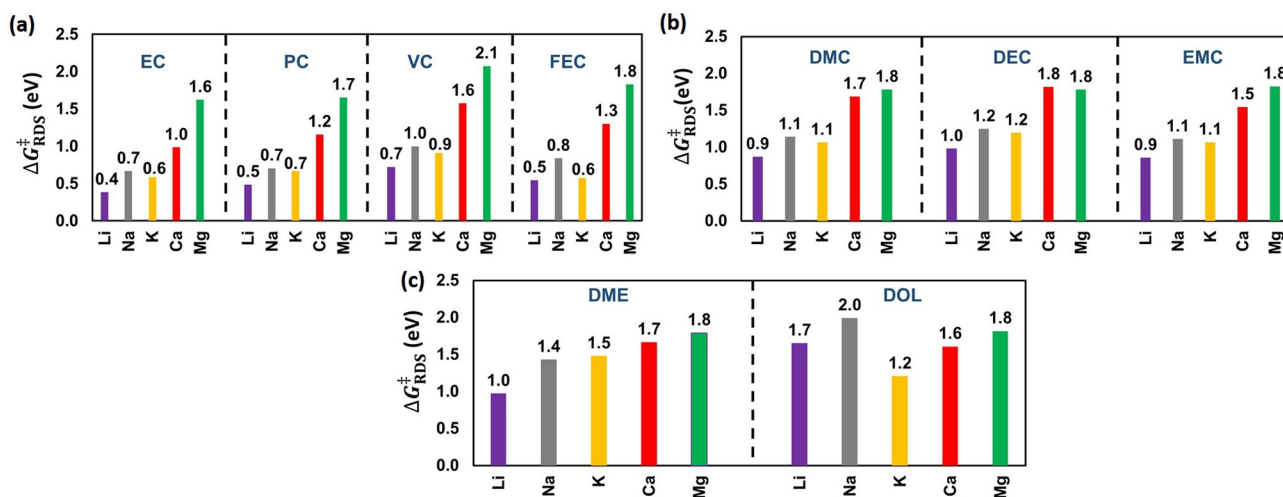 (a)
ΔG‡RDS (eV)
2.5
2.0
1.5
1.0
0.5
0.0
EC
PC
VC
FEC
0.4
0.7
0.6
1.0
1.6
0.5
0.7
0.7
1.2
1.7
0.7
1.0
0.9
1.6
2.1
0.5
0.8
0.6
1.3
1.8
Li
Na
K
Ca
Mg
Li
Na
K
Ca
Mg
Li
Na
K
Ca
Mg
Li
Na
K
Ca
Mg
(b)
ΔG‡RDS(eV)
2.5
2.0
1.5
1.0
0.5
0.0
DMC
DEC
EMC
0.9
1.1
1.1
1.7
1.8
1.0
1.2
1.2
1.8
1.8
0.9
1.1
1.1
1.5
1.8
Li
Na
K
Ca
Mg
Li
Na
K
Ca
Mg
Li
Na
K
Ca
Mg
(c)
ΔG‡RDS (eV)
2.5
2.0
1.5
1.0
0.5
0.0
DME
DOL
1.0
1.4
1.5
1.7
1.8
1.7
2.0
1.2
1.6
1.8
Li
Na
K
Ca
Mg
Li
Na
K
Ca
Mg